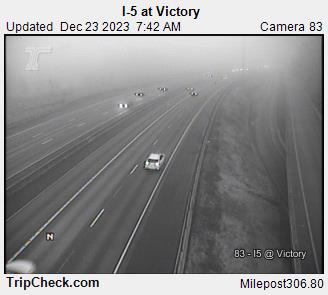 I-5 at Victory
Updated  Dec 23 2023  7:42 AM Camera 83
T
N
83 - I5 @ Victory
TripCheck.com Milepost306.80